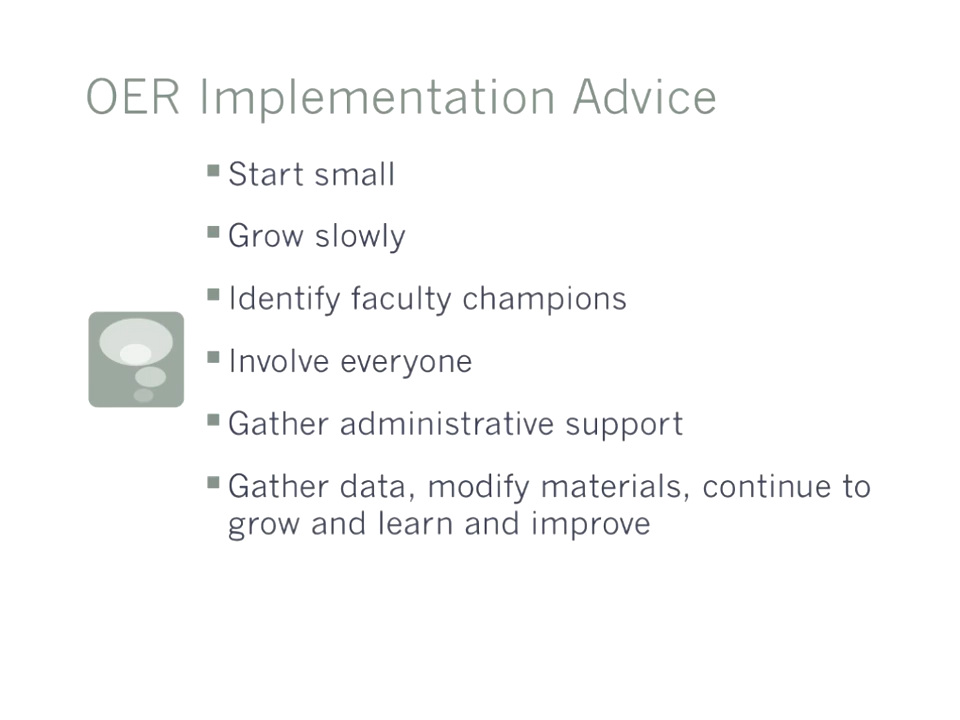 OER Implementation Advice
▪ Start small
▪ Grow slowly
▪ Identify faculty champions
▪ Involve everyone
▪ Gather administrative support
▪ Gather data, modify materials, continue to
grow and learn and improve